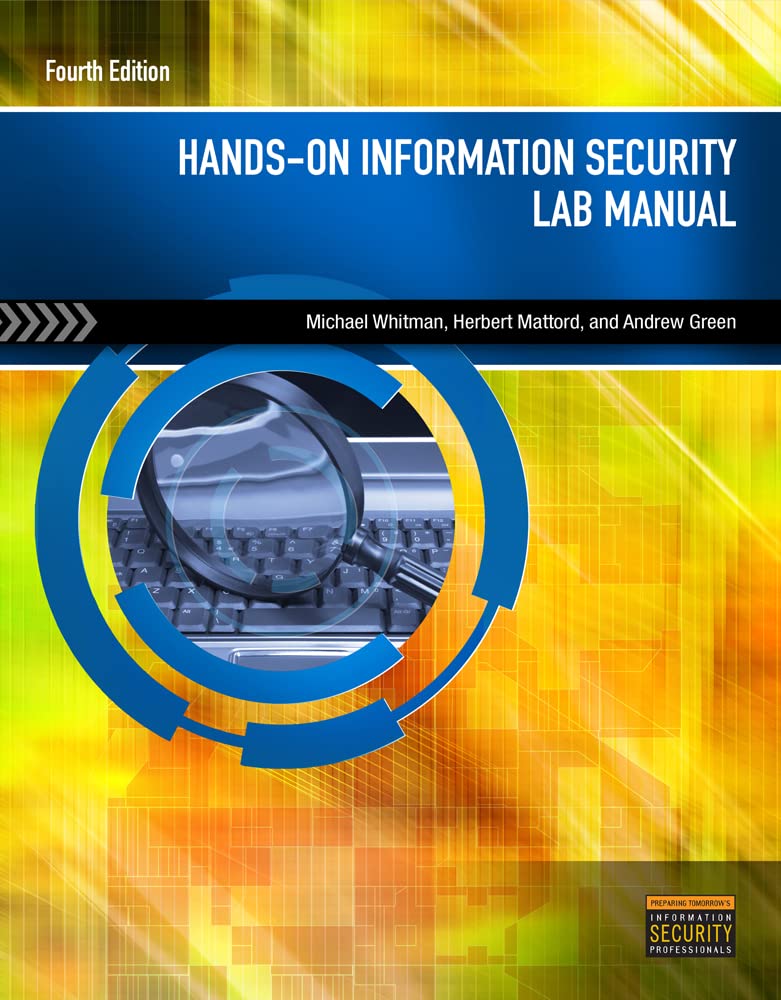 Fourth Edition
HANDS-ON INFORMATION SECURITY
LAB MANUAL
Michael Whitman, Herbert Mattord, and Andrew Green
PREPARING TOMORROW'S
INFORMATION
SECURITY
PROFESSIONALS